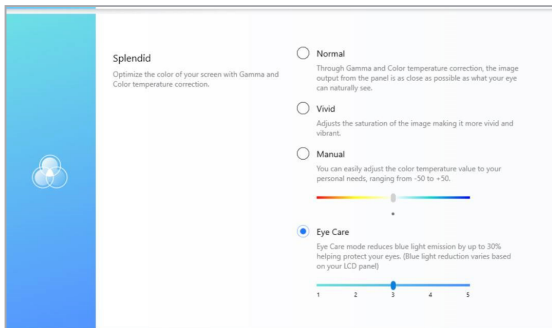 Splendid
Optimize the color of your screen with Gamma and
Color temperature correction.
Normal
Through Gamma and Color temperature correction, the image
output from the panel is as close as possible as what your eye
can naturally see.
Vivid
Adjusts the saturation of the image making it more vivid and
vibrant.
Manual
You can easily adjust the color temperature value to your
personal needs, ranging from -50 to +50.
Eye Care
Eye Care mode reduces blue light emission by up to 30%
helping protect your eyes. (Blue light reduction varies based
on your LCD panel)
1 2 3 4 5